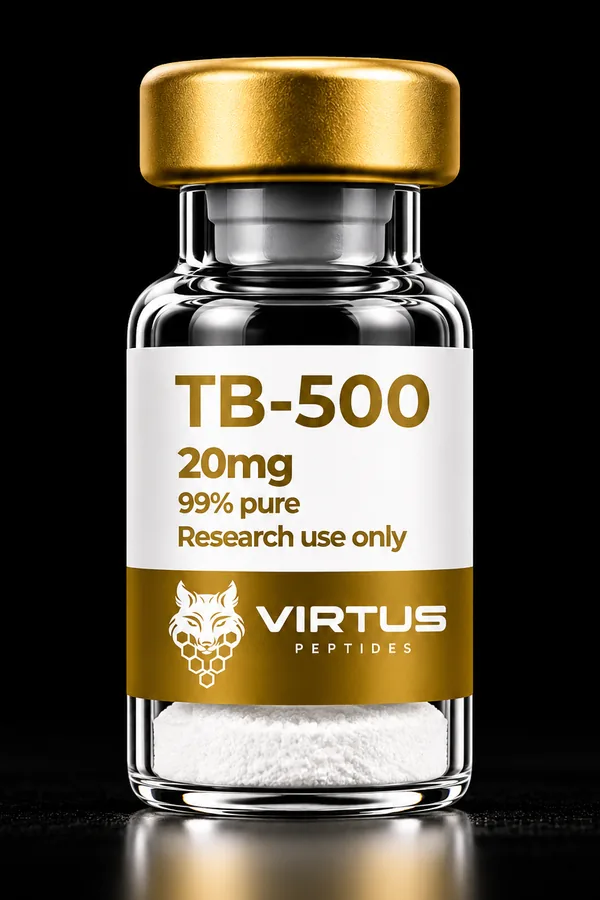 TB-500
20mg
99% pure
Research use only
VIRTUS
PEPTIDES